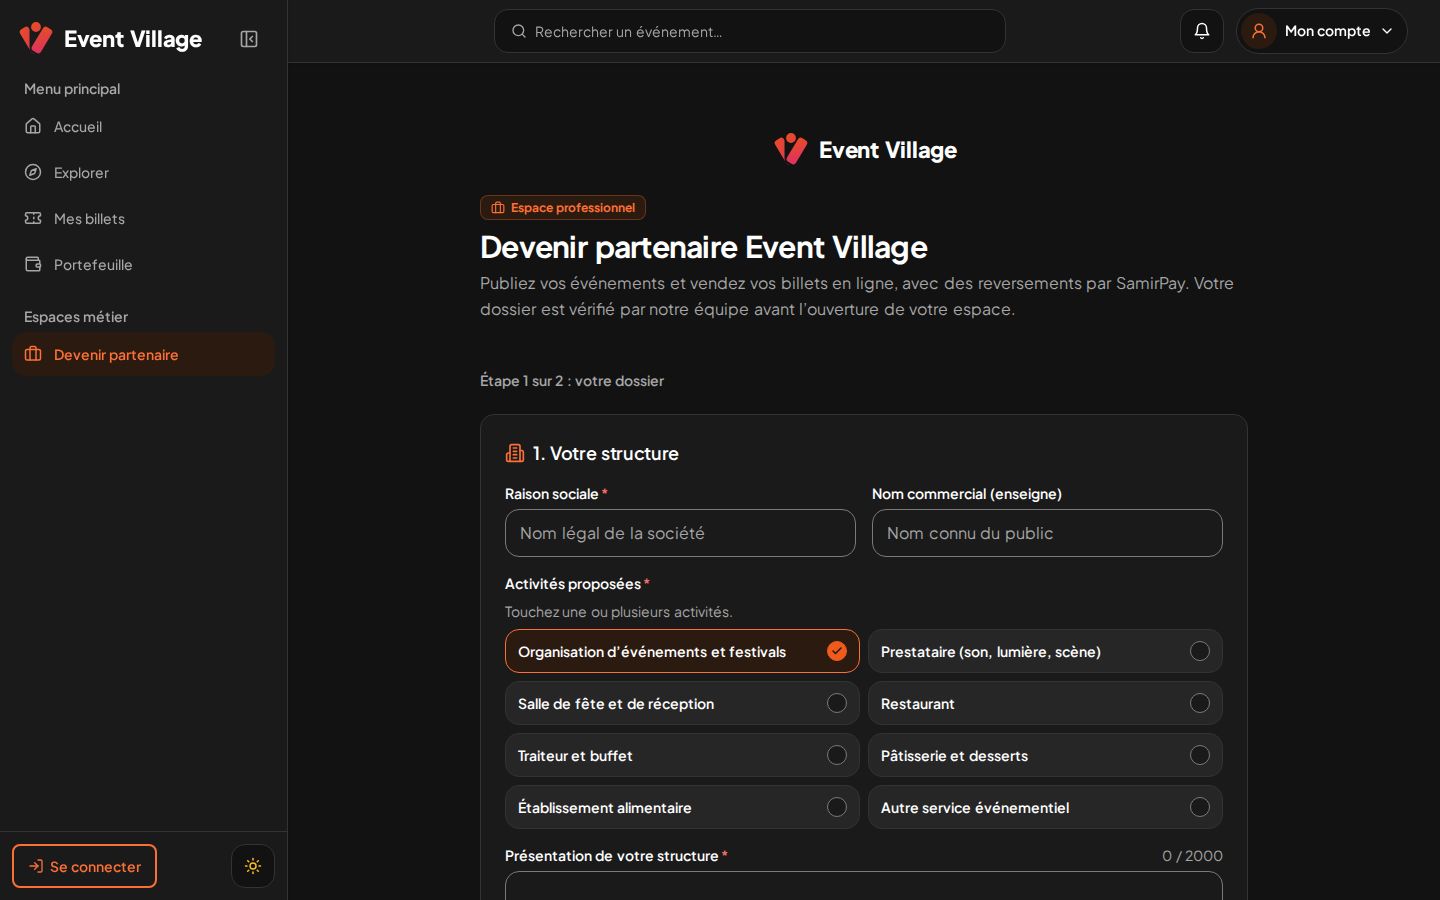 Event Village
Rechercher un événement…
Mon compte
Menu principal
Accueil
Explorer
Mes billets
Portefeuille
Espaces métier
Devenir partenaire
Se connecter
Event Village
Espace professionnel
Devenir partenaire Event Village
Publiez vos événements et vendez vos billets en ligne, avec des reversements par SamirPay. Votre
dossier est vérifié par notre équipe avant l’ouverture de votre espace.
Étape 1 sur 2 : votre dossier
1. Votre structure
Raison sociale *
Nom commercial (enseigne)
Nom légal de la société
Nom connu du public
Activités proposées *
Touchez une ou plusieurs activités.
Organisation d’événements et festivals
Prestataire (son, lumière, scène)
Salle de fête et de réception
Restaurant
Traiteur et buffet
Pâtisserie et desserts
Établissement alimentaire
Autre service événementiel
Présentation de votre structure *
0 / 2000